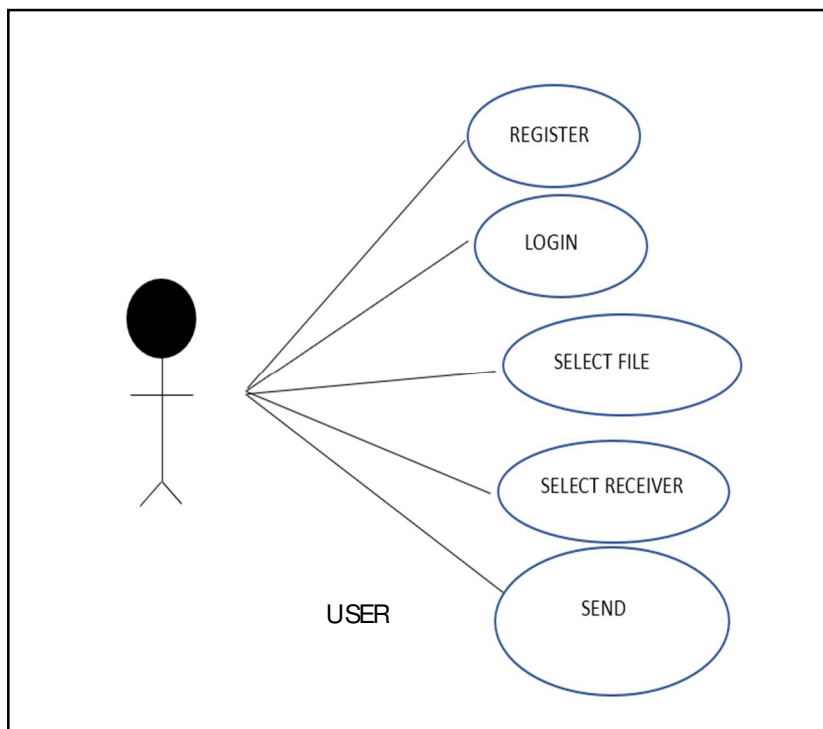 REGISTER
LOGIN
SELECT FILE
SELECT RECEIVER
SEND
USER